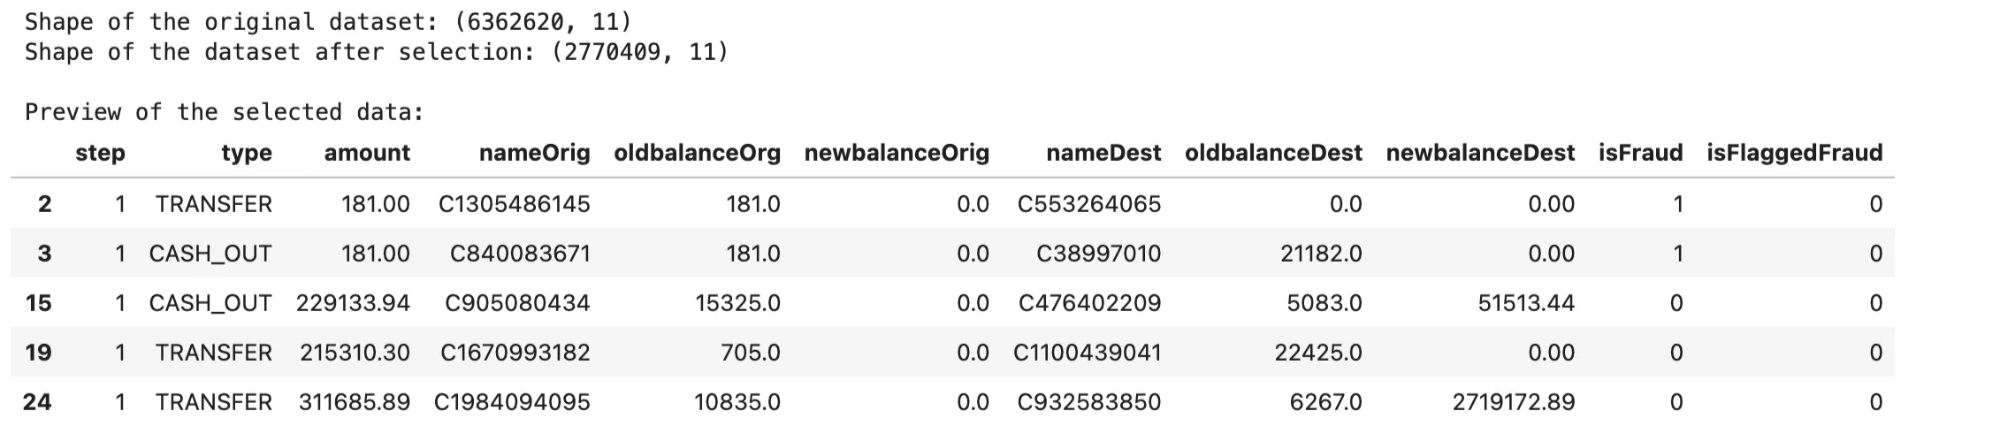 Shape of the original dataset: (6362620, 11)
Shape of the dataset after selection: (2770409, 11)
Preview of the selected data:
step type amount nameOrig oldbalanceOrg newbalanceOrig nameDest oldbalanceDest newbalanceDest isFraud isFlaggedFraud
2 1 TRANSFER 181.00 C1305486145 181.0 0.0 C553264065 0.0 0.00 1 0
3 1 CASH_OUT 181.00 C840083671 181.0 0.0 C38997010 21182.0 0.00 1 0
15 1 CASH_OUT 229133.94 C905080434 15325.0 0.0 C476402209 5083.0 51513.44 0 0
19 1 TRANSFER 215310.30 C1670993182 705.0 0.0 C1100439041 22425.0 0.00 0 0
24 1 TRANSFER 311685.89 C1984094095 10835.0 0.0 C932583850 6267.0 2719172.89 0 0